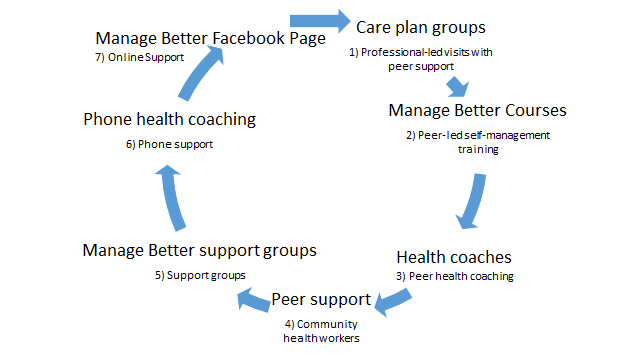 Care plan groups
1) Professional-led visits with
peer support
Manage Better Courses
2) Peer-led self-management
training
Health coaches
3) Peer health coaching
Peer support
4) Community
health workers
Manage Better support groups
5) Support groups
Phone health coaching
6) Phone support
Manage Better Facebook Page
7) Online Support